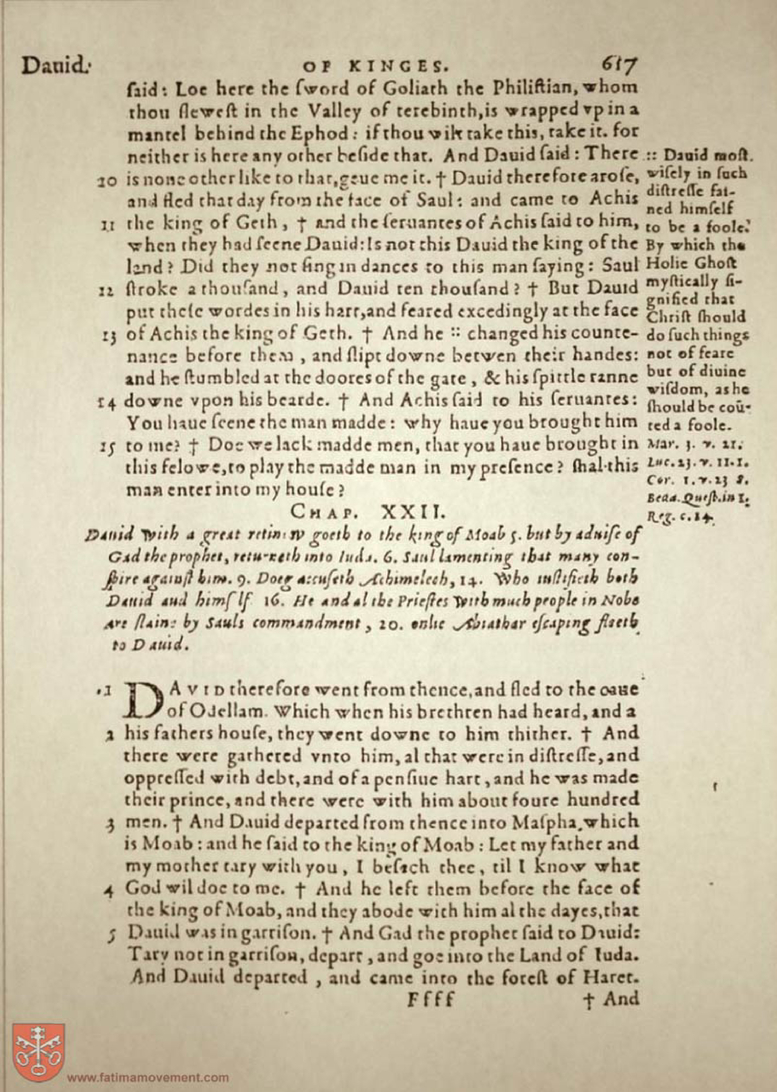 Dauid.
OF KINGES.
617
ſaid: Loe here the ſword of Goliath the Philiſtian, whom
thou ſleweſt in the Valley of terebinth, is wrapped vp in a
mantel behind the Ephod: if thou wilt take this, take it. for
neither is here any other beſide that. And Dauid ſaid: There
20 is none other like to that, geue me it. † Dauid therefore aroſe,
and fled that day from the face of Saul: and came to Achis
11 the king of Geth, † and the ſeruantes of Achis ſaid to him,
when they had ſeene Dauid: Is not this Dauid the king of the
land? Did they not ſing in dances to this man ſaying: Saul
12 ſtroke a thouſand, and Dauid ten thouſand? † But Dauid
put theſe wordes in his hart, and feared excedingly at the face
13 of Achis the king of Geth. † And he :: changed his counte-
nance before them, and ſlipt downe betwen their handes:
and he ſtumbled at the doores of the gate, & his ſpittle ranne
14 downe vpon his bearde. † And Achis ſaid to his ſeruantes:
You haue ſeene the man madde: why haue you brought him
15 to me? † Doe we lack madde men, that you haue brought in
this felowe, to play the madde man in my preſence? ſhal this
man enter into my houſe?
:: Dauid moſt
wiſely in ſuch
diſtreſſe fai-
ned himſelf
to be a foole.
By which the
Holie Ghoſt
myſtically ſi-
gnified that
Chriſt ſhould
do ſuch things
not of feare
but of diuine
wiſdom, as he
ſhould be coū-
ted a foole.
Mar. 3. v. 21.
Luc. 23. v. 11. 1.
Cor. 1. v. 23 8.
Beda. Queſt. in 1.
Reg. c. 14.
CHAP. XXII.
Dauid with a great retinew goeth to the king of Moab 5. but by aduiſe of
Gad the prophet, returneth into Iuda. 6. Saul lamenting that many con-
ſpire againſt him. 9. Doeg accuſeth Achimelech, 14. Who iuſtifieth both
Dauid and himſelf 16. He and al the Prieſtes with much people in Nobe
are ſlaine by Sauls commandment, 20. onlie Abiathar eſcaping fleeth
to Dauid.
1 DAVID therefore went from thence, and fled to the caue
of Odellam. Which when his brethren had heard, and a
2 his fathers houſe, they went downe to him thither. † And
there were gathered vnto him, al that were in diſtreſſe, and
oppreſſed with debt, and of a penſiue hart, and he was made
their prince, and there were with him about foure hundred
3 men. † And Dauid departed from thence into Maſpha, which
is Moab: and he ſaid to the king of Moab: Let my father and
my mother tary with you, I beſech thee, til I know what
4 God wil doe to me. † And he left them before the face of
the king of Moab, and they abode with him al the dayes, that
5 Dauid was in garriſon. † And Gad the prophet ſaid to Dauid:
Tary not in garriſon, depart, and goe into the Land of Iuda.
And Dauid departed, and came into the foreſt of Haret.
Ffff
† And
www.fatimamovement.com